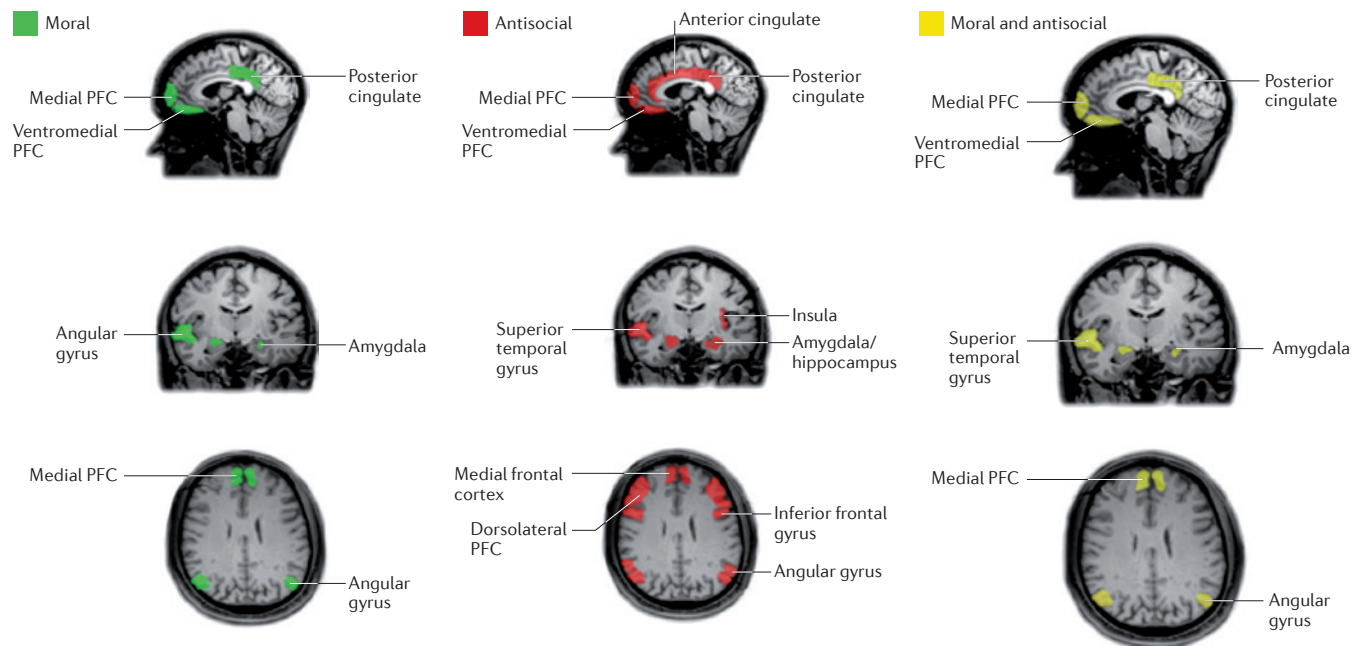 Moral
Medial PFC
Ventromedial
PFC
Posterior
cingulate
Angular
gyrus
Amygdala
Medial PFC
Angular
gyrus
Antisocial
Anterior cingulate
Medial PFC
Ventromedial
PFC
Posterior
cingulate
Superior
temporal
gyrus
Insula
Amygdala/
hippocampus
Medial frontal
cortex
Dorsolateral
PFC
Inferior frontal
gyrus
Angular gyrus
Moral and antisocial
Medial PFC
Ventromedial
PFC
Posterior
cingulate
Superior
temporal
gyrus
Amygdala
Medial PFC
Angular
gyrus